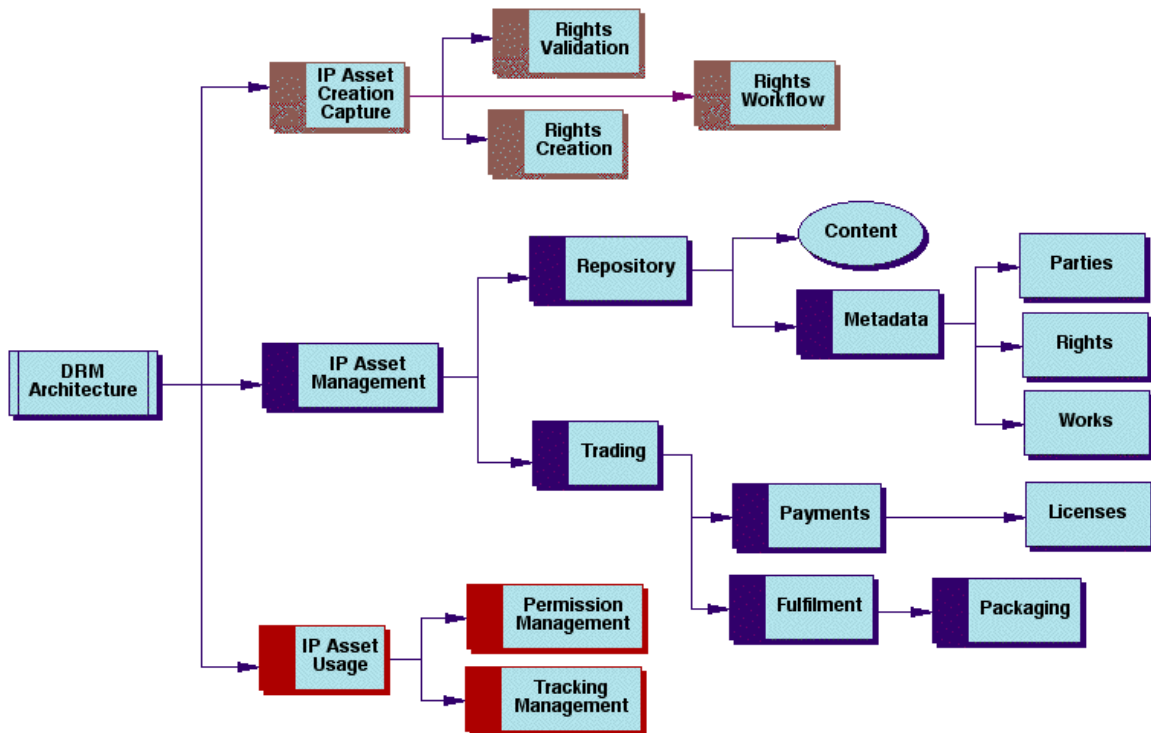 Rights
Validation
IP Asset
Creation
Capture
Rights
Workflow
Rights
Creation
Content
Repository
Parties
Metadata
Rights
DRM
Architecture
IP Asset
Management
Works
Trading
Payments
Licenses
Fulfilment
Packaging
Permission
Management
IP Asset
Usage
Tracking
Management